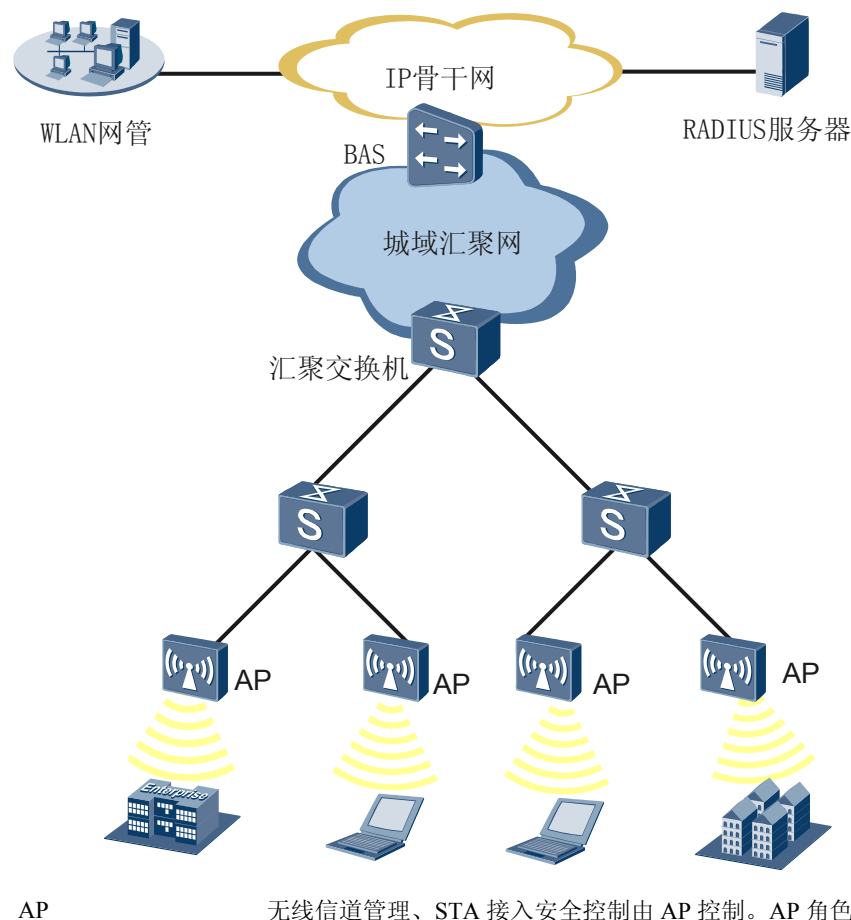 IP骨干网
WLAN网管
RADIUS服务器
BAS
城域汇聚网
S
汇聚交换机
S
S
AP
AP
AP
AP
Enterprise
AP 无线信道管理、STA 接入安全控制由 AP 控制。AP 角色